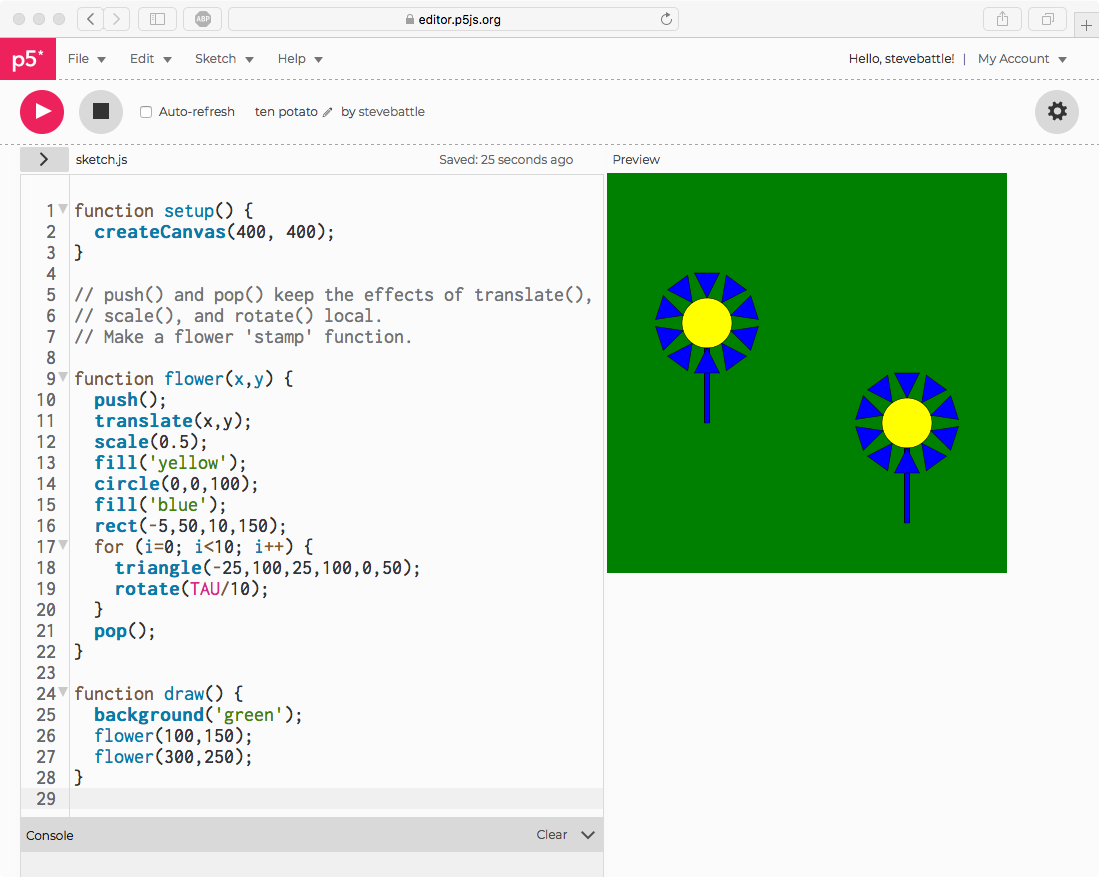 ABP
editor.p5js.org
p5*
File Edit Sketch Help
Hello, stevebattle! | My Account
Auto-refresh ten potato by stevebattle
sketch.js Saved: 25 seconds ago Preview
1 function setup() {
2 createCanvas(400, 400);
3 }
4
5 // push() and pop() keep the effects of translate(),
6 // scale(), and rotate() local.
7 // Make a flower 'stamp' function.
8
9 function flower(x,y) {
10 push();
11 translate(x,y);
12 scale(0.5);
13 fill('yellow');
14 circle(0,0,100);
15 fill('blue');
16 rect(-5,50,10,150);
17 for (i=0; i<10; i++) {
18 triangle(-25,100,25,100,0,50);
19 rotate(TAU/10);
20 }
21 pop();
22 }
23
24 function draw() {
25 background('green');
26 flower(100,150);
27 flower(300,250);
28 }
29
Console Clear